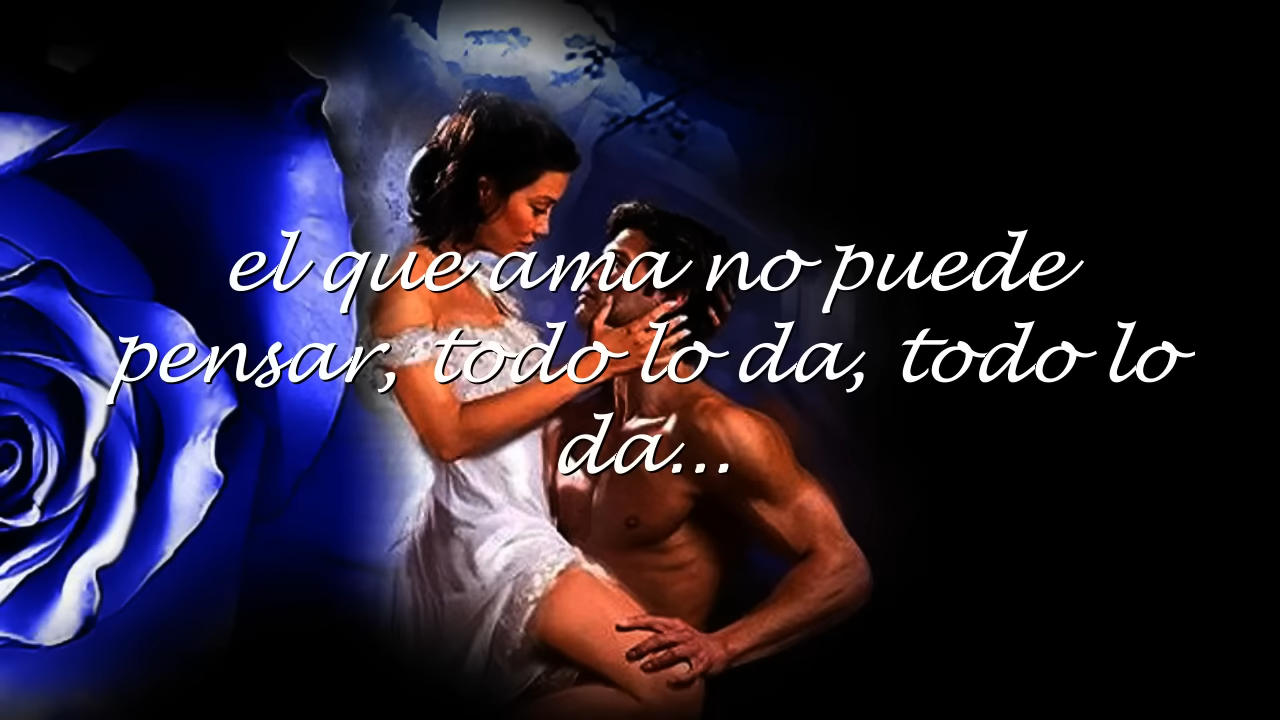 el que ama no puede
pensar, todo lo da, todo lo
da...